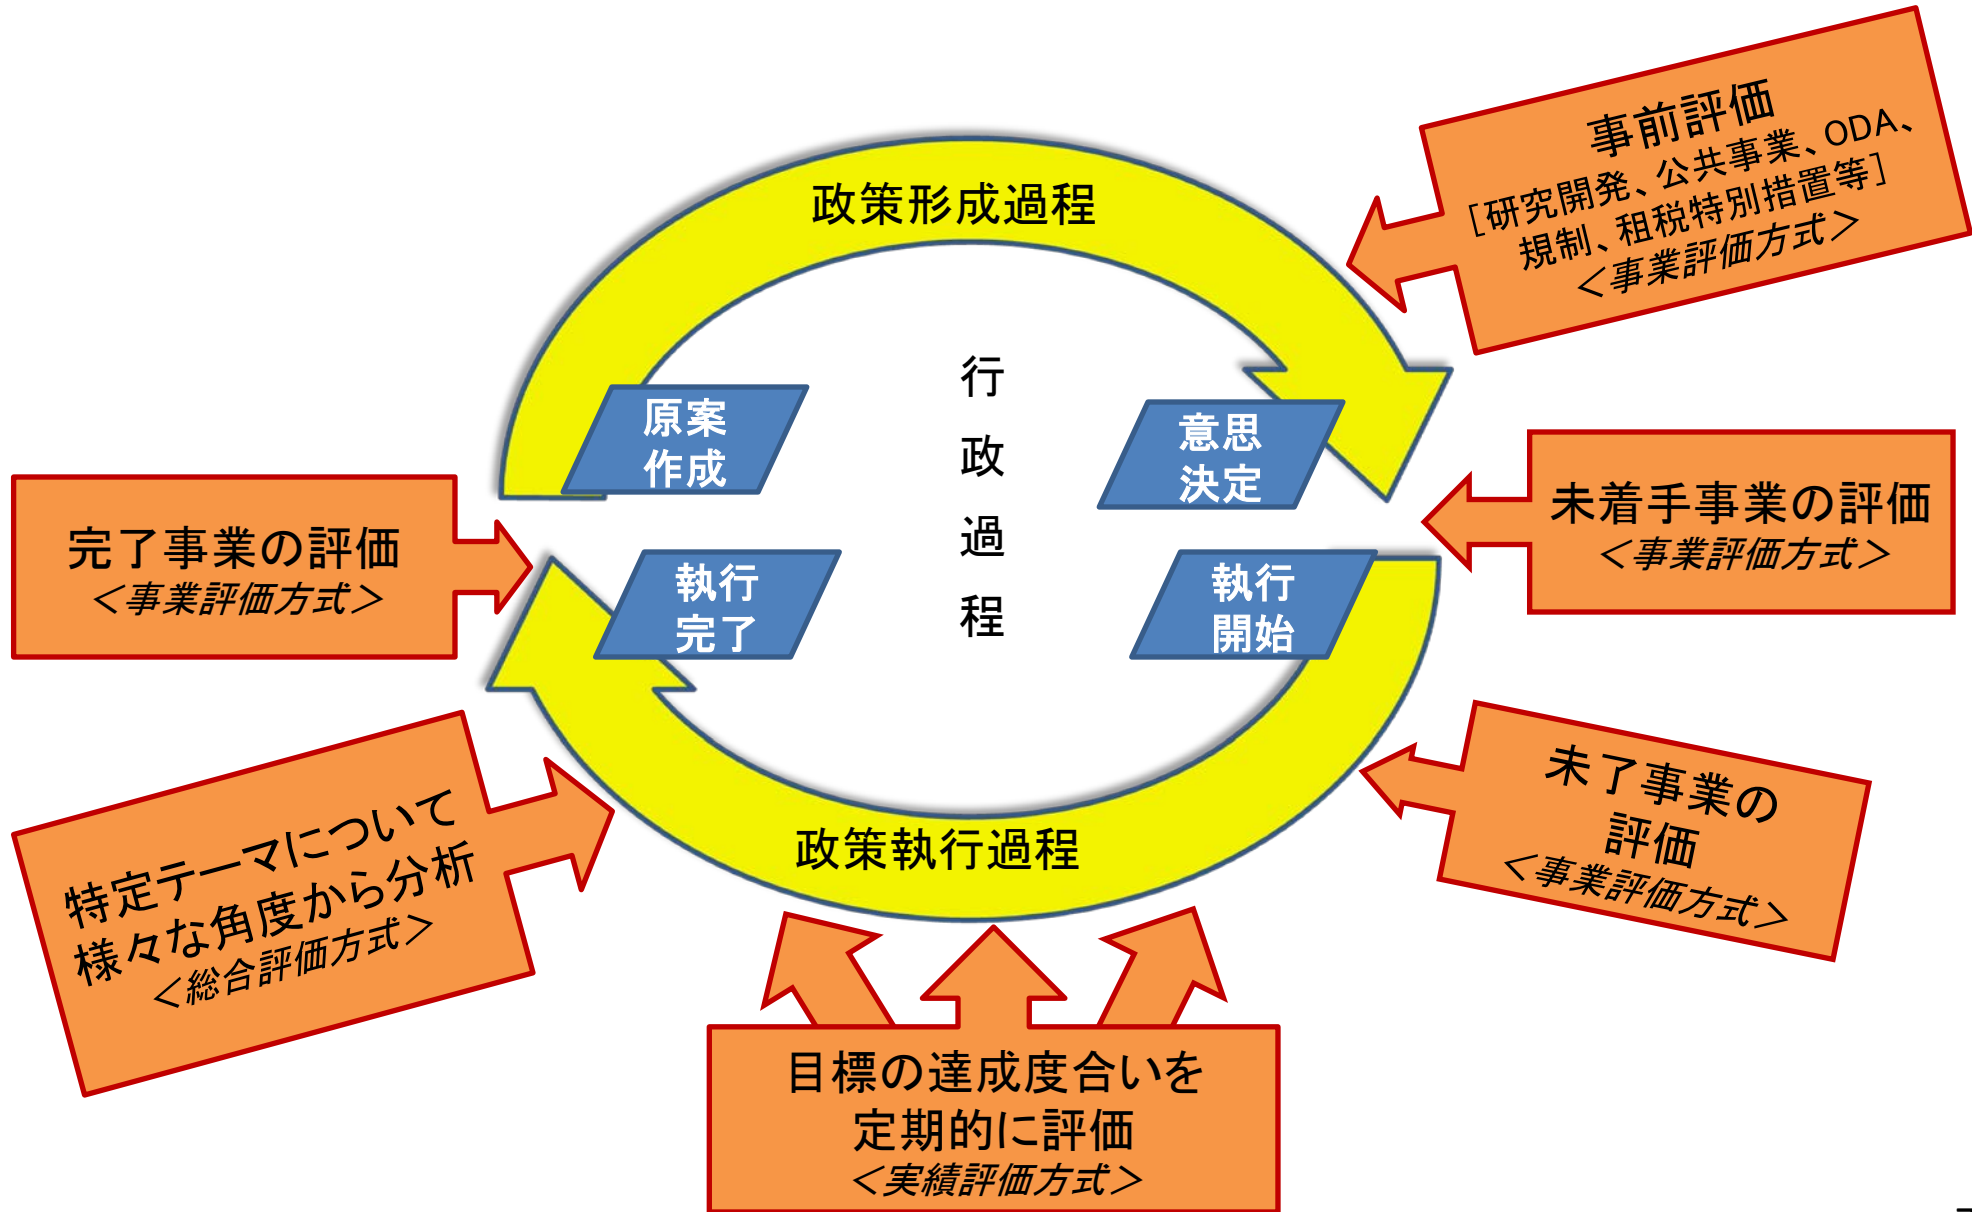 事前評価
[研究開発、公共事業、ODA、
規制、租税特別措置等]
＜事業評価方式＞
政策形成過程
行政過程
原案
作成
意思
決定
未着手事業の評価
＜事業評価方式＞
完了事業の評価
＜事業評価方式＞
執行
完了
執行
開始
未了事業の
評価
＜事業評価方式＞
特定テーマについて
様々な角度から分析
＜総合評価方式＞
政策執行過程
目標の達成度合いを
定期的に評価
＜実績評価方式＞